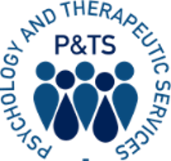 PSYCHOLOGY AND THERAPEUTIC SERVICES
P&TS